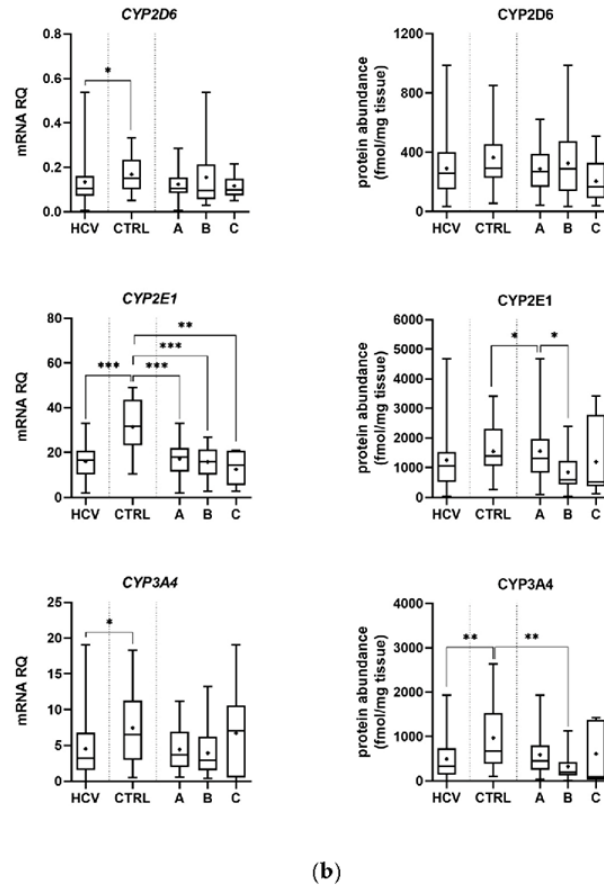 CYP2D6
mRNA RQ
0.8
0.6
0.4
0.2
0.0
*
HCV CTRL A B C
CYP2D6
protein abundance
(fmol/mg tissue)
1200
800
400
0
HCV CTRL A B C
CYP2E1
mRNA RQ
80
60
40
20
0
**
***
*** ***
HCV CTRL A B C
CYP2E1
protein abundance
(fmol/mg tissue)
6000
5000
4000
3000
2000
1000
0
* *
HCV CTRL A B C
CYP3A4
mRNA RQ
25
20
15
10
5
0
*
HCV CTRL A B C
CYP3A4
protein abundance
(fmol/mg tissue)
4000
3000
2000
1000
0
** **
HCV CTRL A B C
(b)